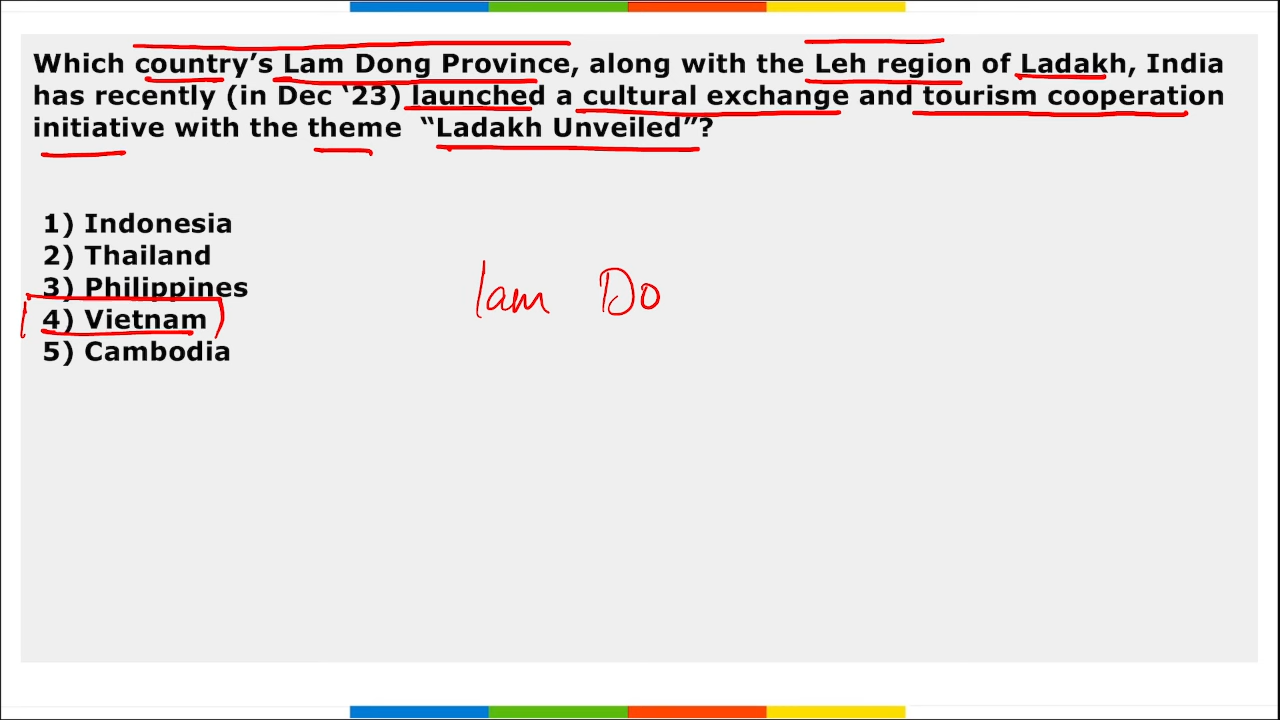 Which country’s Lam Dong Province, along with the Leh region of Ladakh, India
has recently (in Dec ‘23) launched a cultural exchange and tourism cooperation
initiative with the theme “Ladakh Unveiled”?
1) Indonesia
2) Thailand
3) Philippines
4) Vietnam
5) Cambodia
lam Do